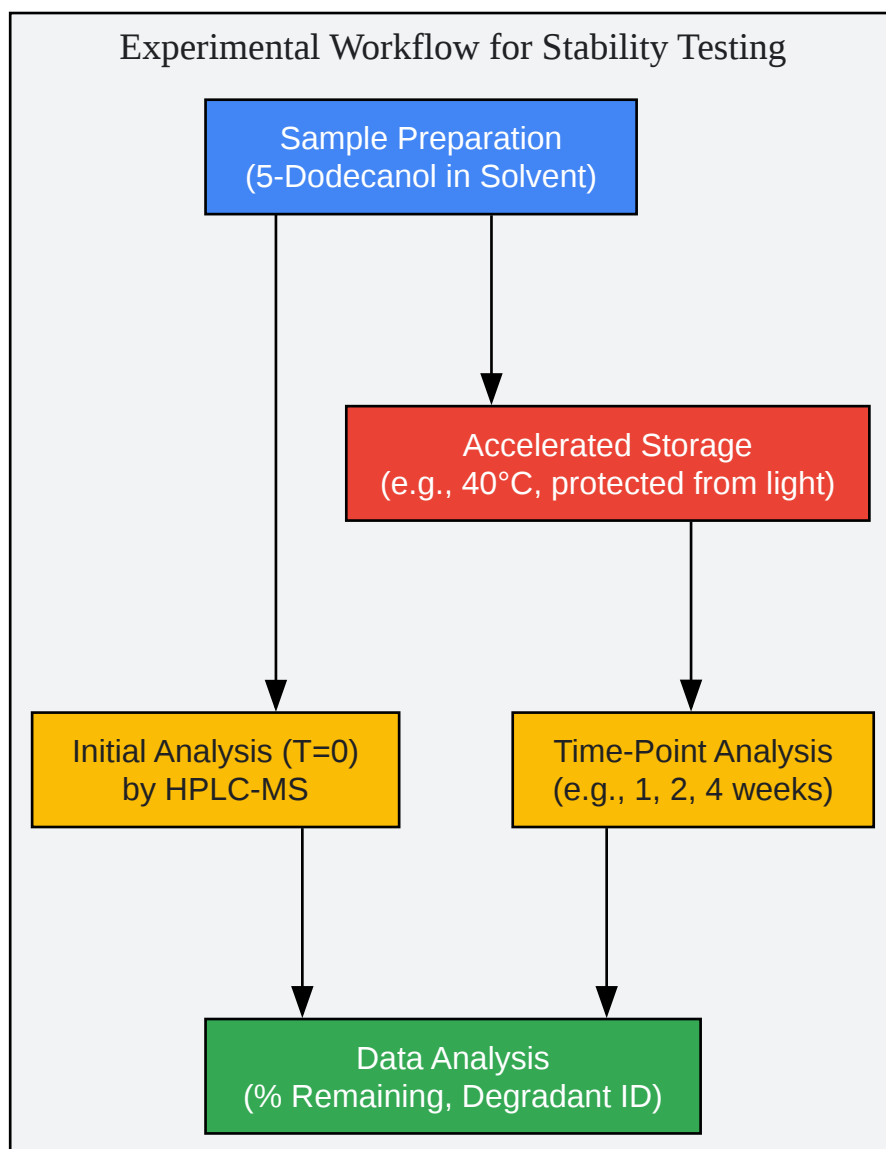 Experimental Workflow for Stability Testing
Sample Preparation
(5-Dodecanol in Solvent)
Accelerated Storage
(e.g., 40°C, protected from light)
Initial Analysis (T=0)
by HPLC-MS
Time-Point Analysis
(e.g., 1, 2, 4 weeks)
Data Analysis
(% Remaining, Degradant ID)